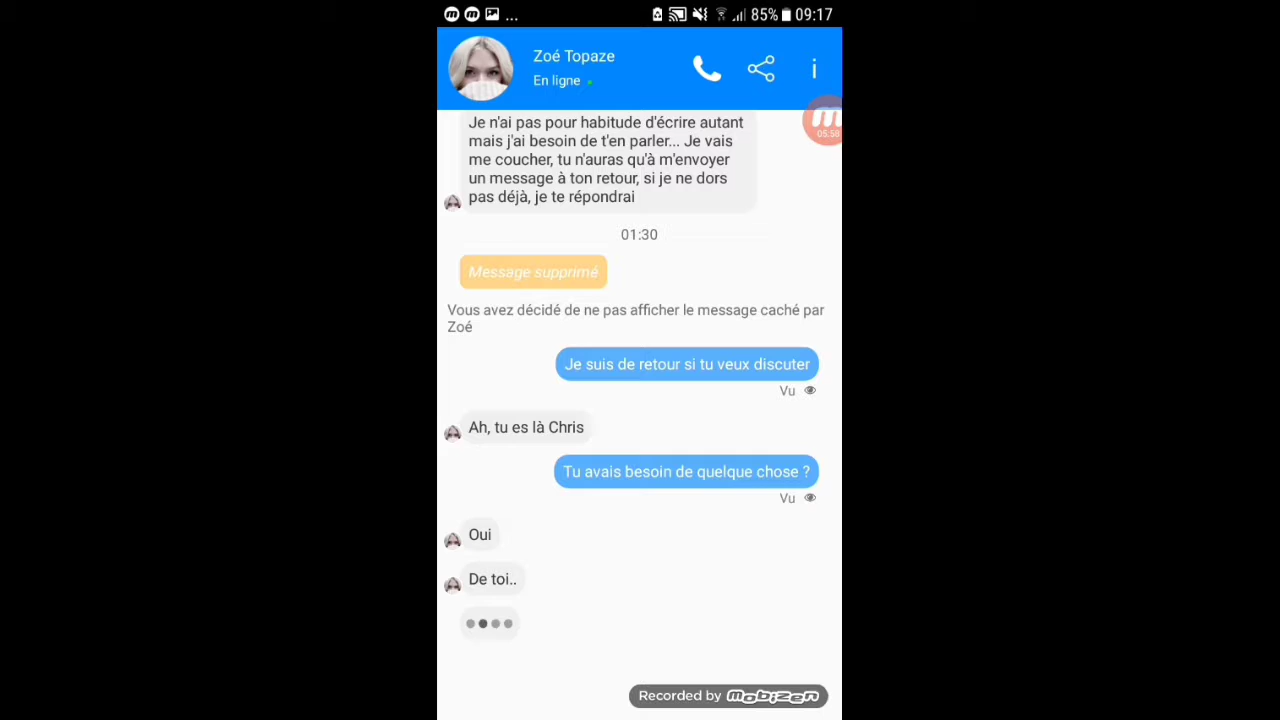 ... 85% 09:17
Zoé Topaze
En ligne
05:58
Je n'ai pas pour habitude d'écrire autant
mais j'ai besoin de t'en parler... Je vais
me coucher, tu n'auras qu'à m'envoyer
un message à ton retour, si je ne dors
pas déjà, je te répondrai
01:30
Message supprimé
Vous avez décidé de ne pas afficher le message caché par
Zoé
Je suis de retour si tu veux discuter
Vu
Ah, tu es là Chris
Tu avais besoin de quelque chose ?
Vu
Oui
De toi..
Recorded by mobizen